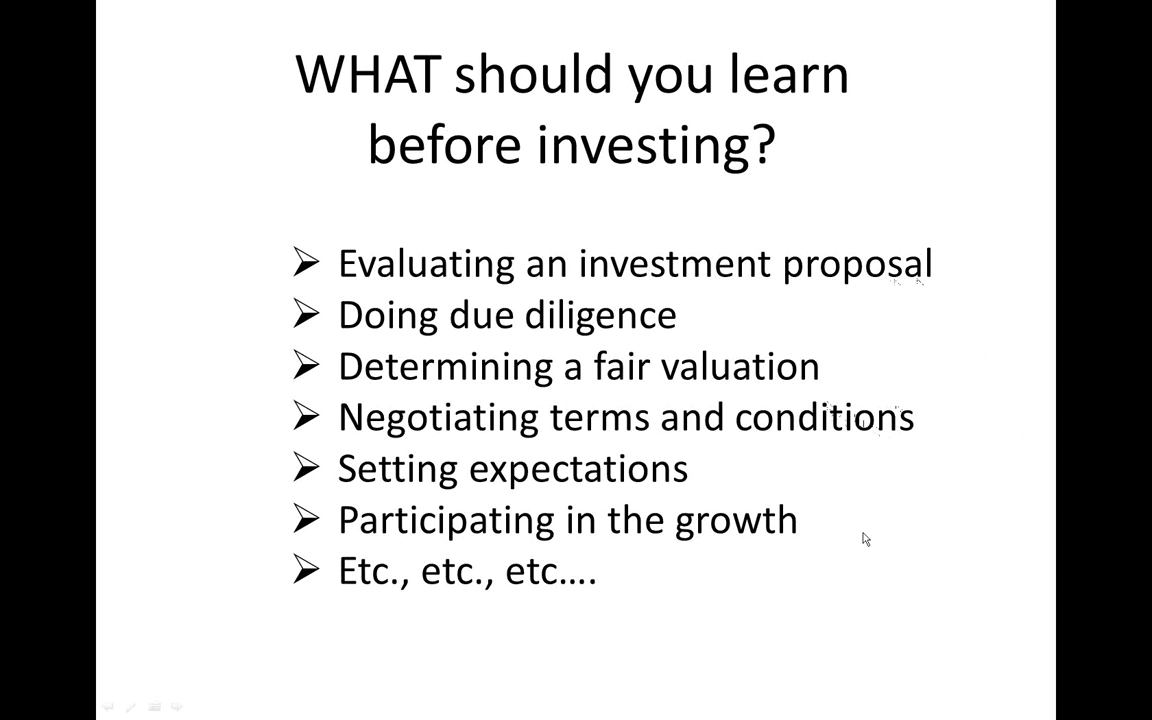 WHAT should you learn
before investing?
Evaluating an investment proposal
Doing due diligence
Determining a fair valuation
Negotiating terms and conditions
Setting expectations
Participating in the growth
Etc., etc., etc....